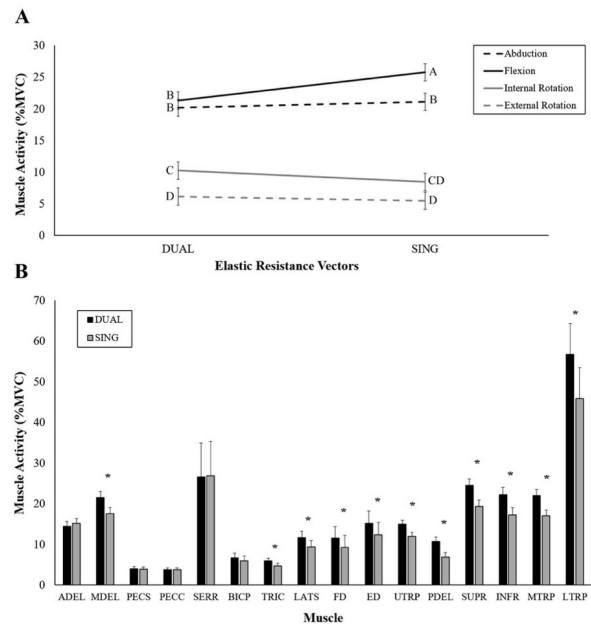 A
30
25
20
15
10
5
0
Muscle Activity (%MVC)
B
B
C
D
A
B
CD
D
Abduction
Flexion
Internal Rotation
External Rotation
DUAL SING
Elastic Resistance Vectors
B
70
60
50
40
30
20
10
0
Muscle Activity (%MVC)
DUAL
SING
* * * * * * * * * * *
ADEL MDEL PECS PECC SERR BICP TRIC LATS FD ED UTRP PDEL SUPR INFR MTRP LTRP
Muscle